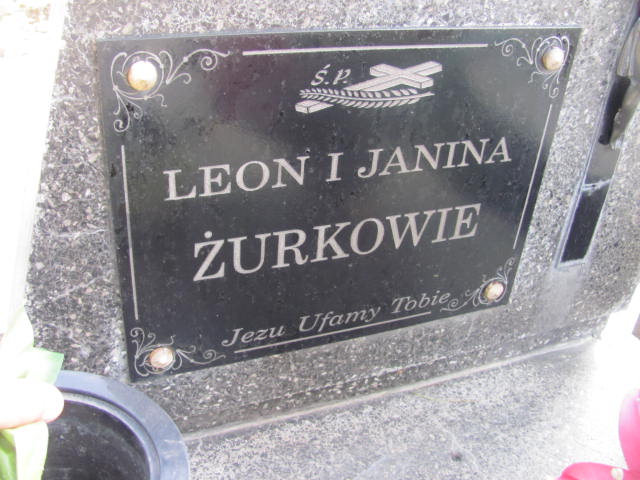 Ś.P.
LEON I JANINA
ŻURKOWIE
Jezu Ufamy Tobie